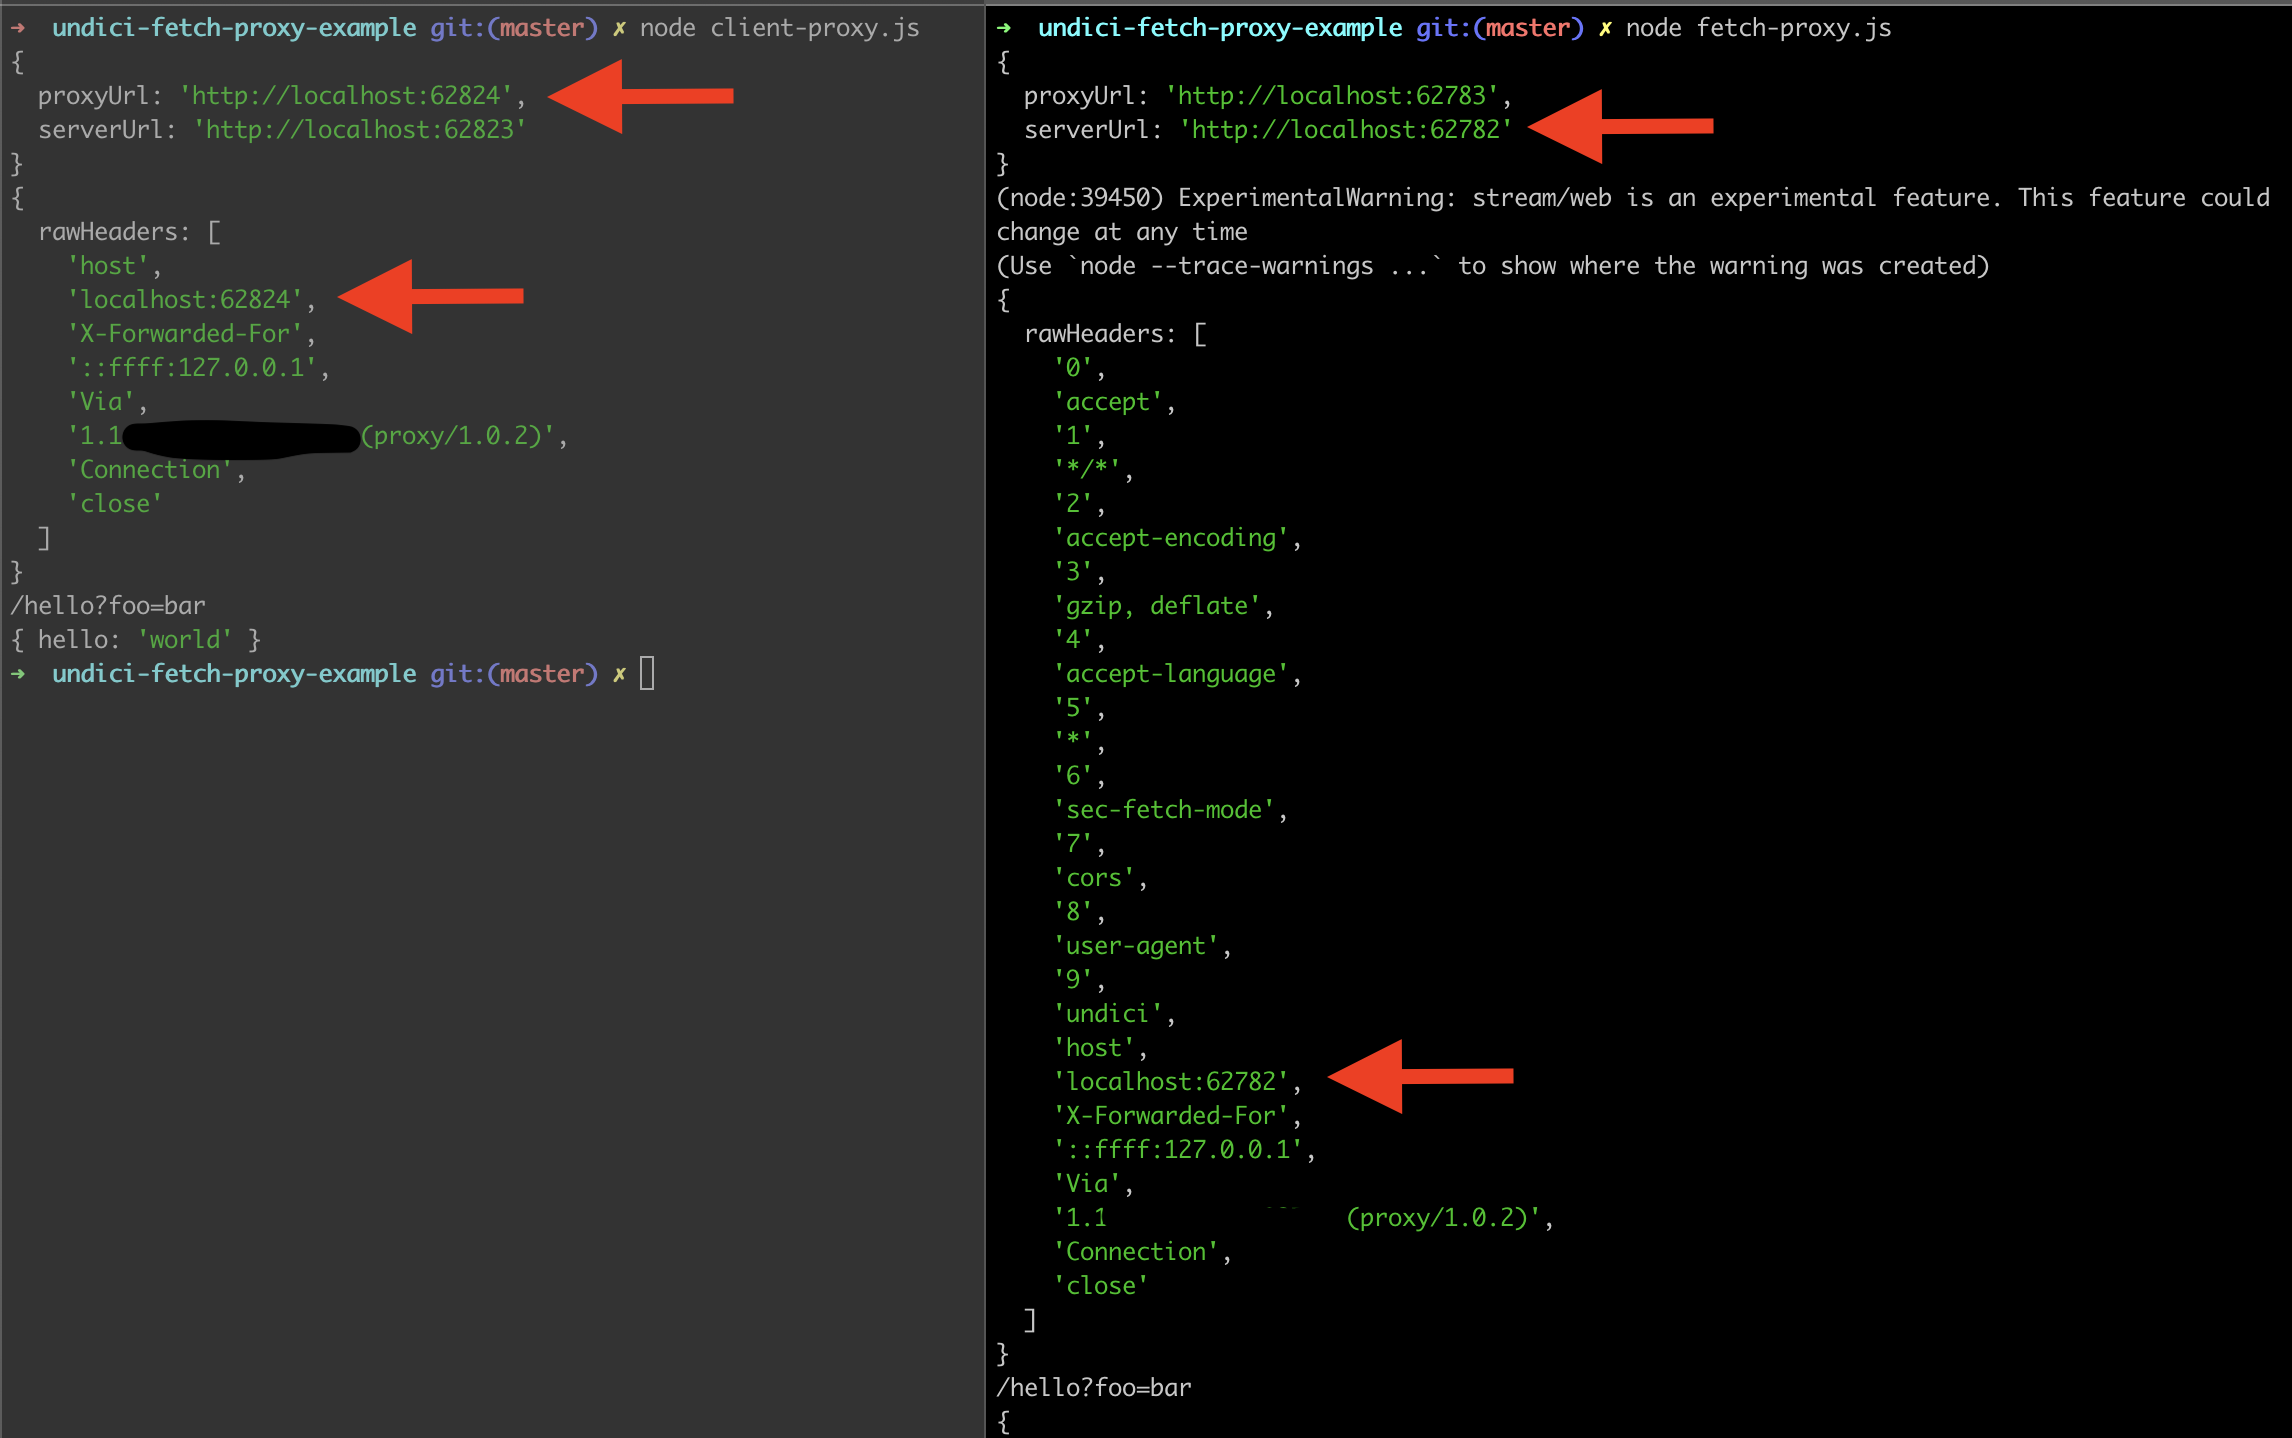 ➜  undici-fetch-proxy-example git:(master) ✗ node client-proxy.js
{
  proxyUrl: 'http://localhost:62824',
  serverUrl: 'http://localhost:62823'
}
{
  rawHeaders: [
    'host',
    'localhost:62824',
    'X-Forwarded-For',
    '::ffff:127.0.0.1',
    'Via',
    '1.1 (proxy/1.0.2)',
    'Connection',
    'close'
  ]
}
/hello?foo=bar
{ hello: 'world' }
➜  undici-fetch-proxy-example git:(master) ✗
➜  undici-fetch-proxy-example git:(master) ✗ node fetch-proxy.js
{
  proxyUrl: 'http://localhost:62783',
  serverUrl: 'http://localhost:62782'
}
(node:39450) ExperimentalWarning: stream/web is an experimental feature. This feature could
change at any time
(Use `node --trace-warnings ...` to show where the warning was created)
{
  rawHeaders: [
    '0',
    'accept',
    '1',
    '*/*',
    '2',
    'accept-encoding',
    '3',
    'gzip, deflate',
    '4',
    'accept-language',
    '5',
    '*',
    '6',
    'sec-fetch-mode',
    '7',
    'cors',
    '8',
    'user-agent',
    '9',
    'undici',
    'host',
    'localhost:62782',
    'X-Forwarded-For',
    '::ffff:127.0.0.1',
    'Via',
    '1.1 (proxy/1.0.2)',
    'Connection',
    'close'
  ]
}
/hello?foo=bar
{